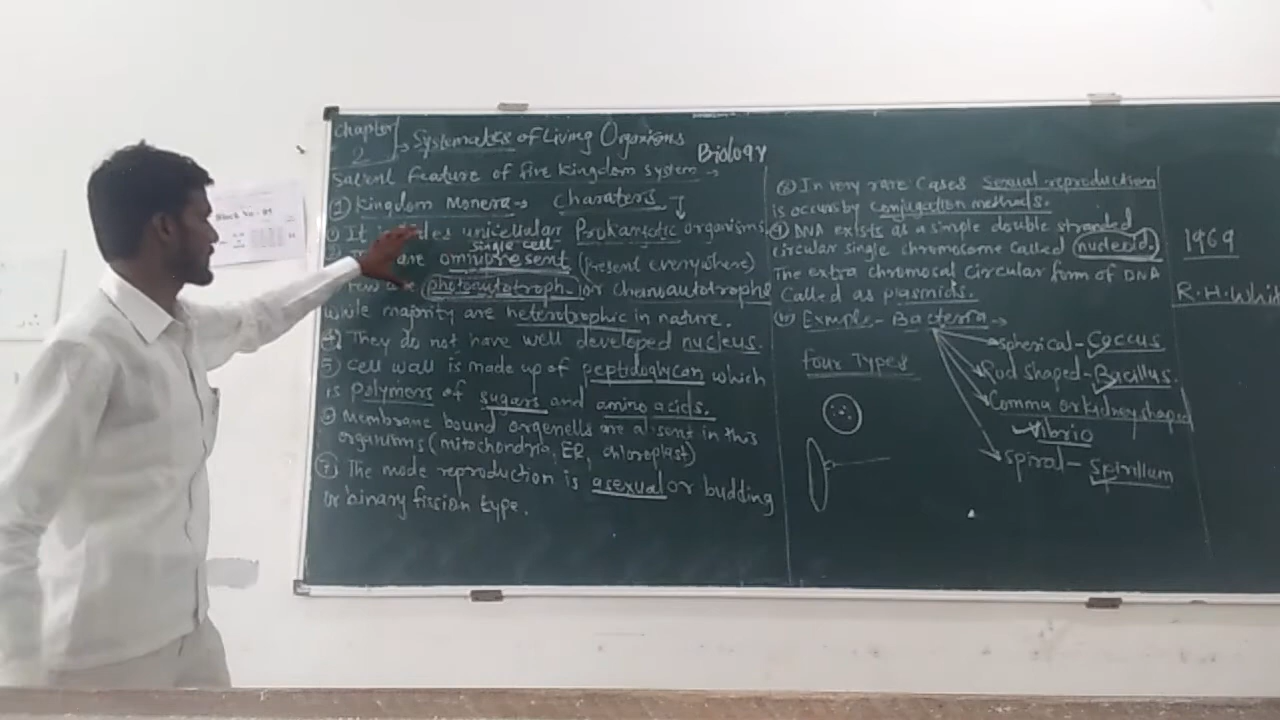 Chapter
2
Systematics of Living Organisms
Biology
Salient Feature of five kingdom system
① Kingdom Monera → charaters
① It unicellular Prokaryotic organisms.
single cell
are omnipresent (present everywhere)
Few are photoautotroph or Chemoautotrophs
while majority are heterotrophic in nature.
④ They do not have well developed nucleus.
⑤ Cell wall is made up of peptidoglycan which
is Polymers of sugars and amino acids.
⑥ Membrane bound orgenells are absent in this
organisms (mitochondria, ER, chloroplast)
⑦ The mode reproduction is asexual or budding
or binary fission type.
⑧ In very rare Cases sexual reproduction
is occurs by conjugation methods.
⑨ DNA exists as a simple double stranded
circular single chromosome called nucleoid.
The extra chromosal Circular form of DNA
Called as plasmids.
⑩ Exmple - Bacteria →
four Types
spherical - Coccus
Rod shaped - Bacillus.
Comma or kidney shaped
Vibrio
spiral - Spirillum
1969
R.H.Whi